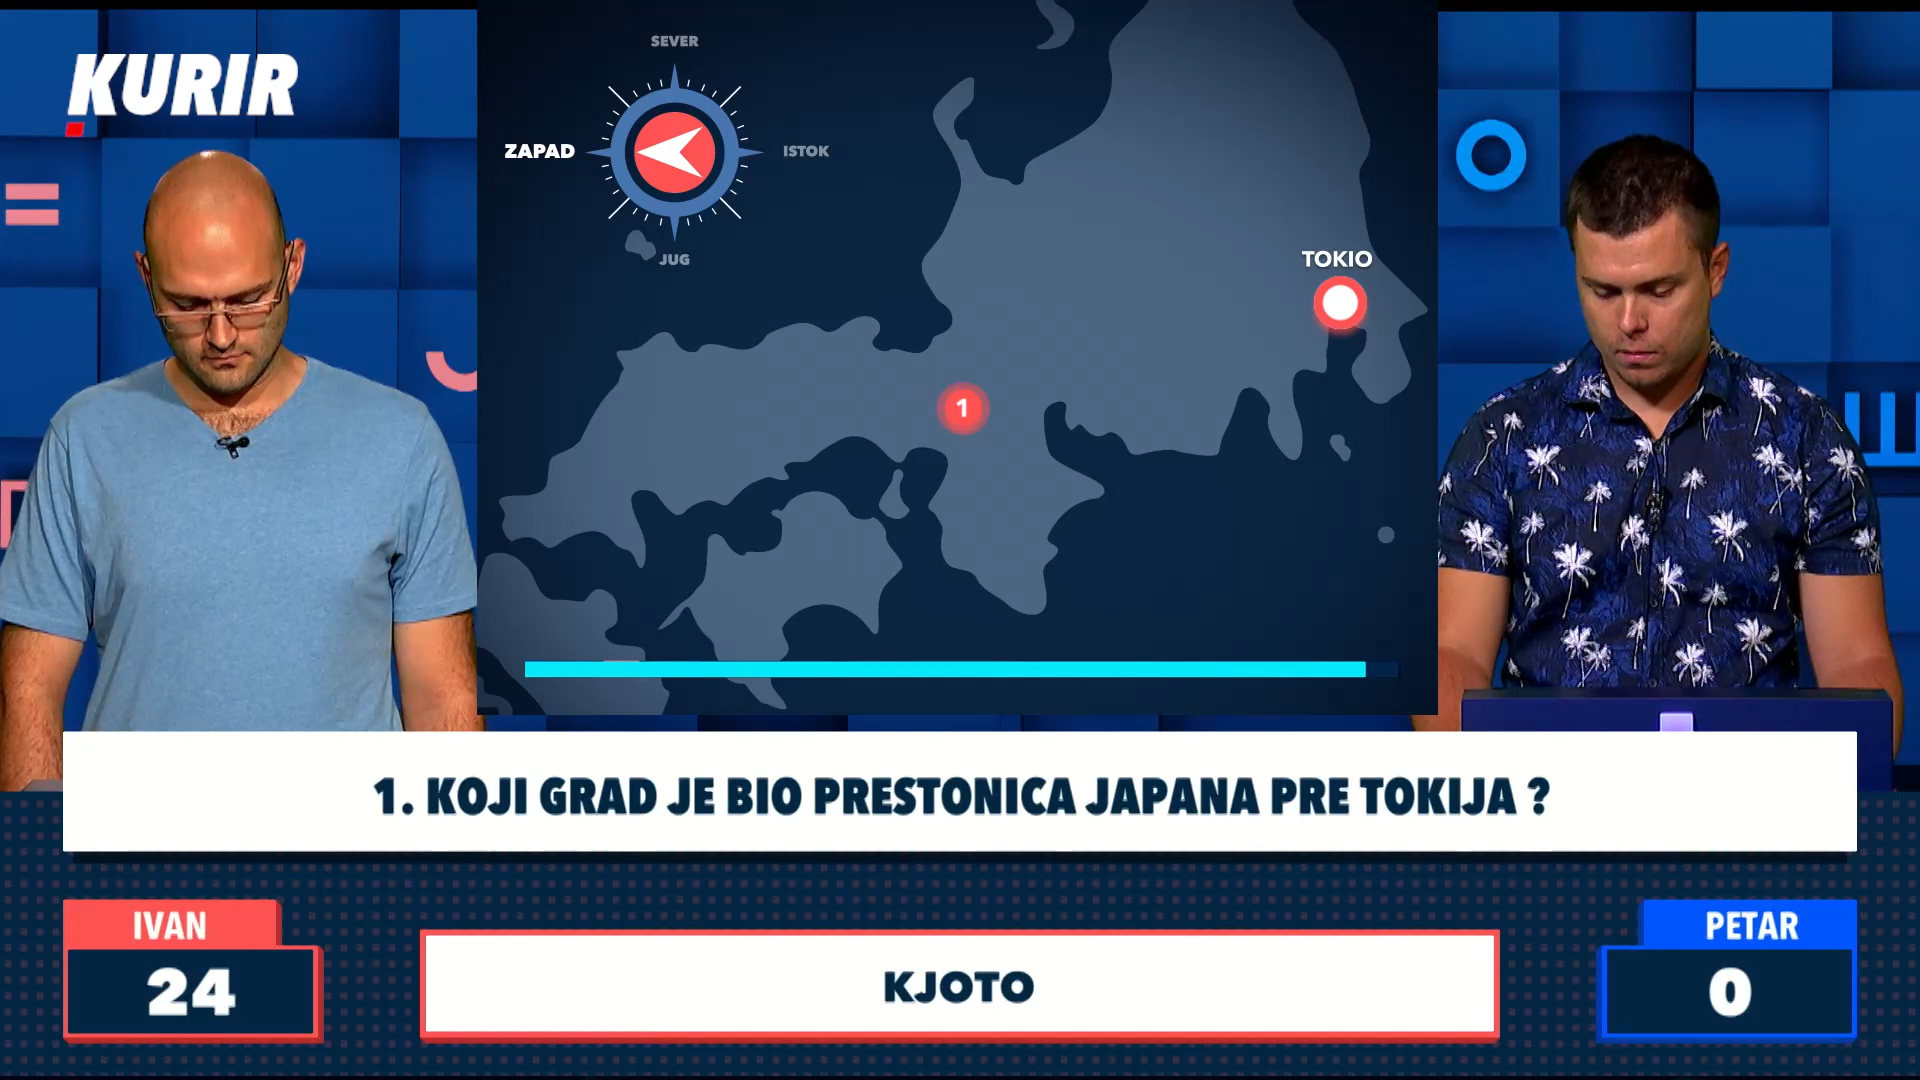 KURIR
SEVER
ZAPAD
ISTOK
JUG
TOKIO
1
1. KOJI GRAD JE BIO PRESTONICA JAPANA PRE TOKIJA ?
IVAN
24
KJOTO
PETAR
0